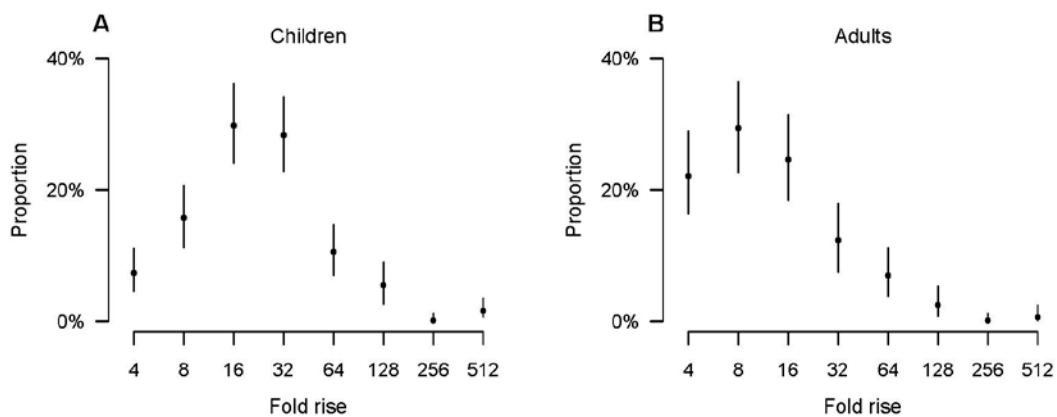 A
Children
40%
20%
0%
Proportion
4 8 16 32 64 128 256 512
Fold rise
B
Adults
40%
20%
0%
Proportion
4 8 16 32 64 128 256 512
Fold rise